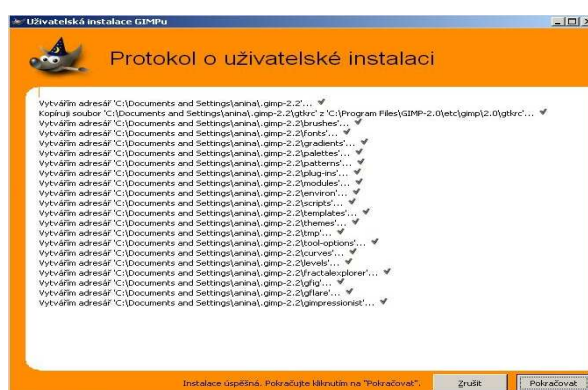 Uživatelská instalace GIMPu
Protokol o uživatelské instalaci
Vytvářím adresář 'C:\Documents and Settings\anina\.gimp-2.2'...
Kopíruji soubor 'C:\Documents and Settings\anina\.gimp-2.2\gtkrc' z 'C:\Program Files\GIMP-2.0\etc\gimp\2.0\gtkrc'...
Vytvářím adresář 'C:\Documents and Settings\anina\.gimp-2.2\brushes'...
Vytvářím adresář 'C:\Documents and Settings\anina\.gimp-2.2\fonts'...
Vytvářím adresář 'C:\Documents and Settings\anina\.gimp-2.2\gradients'...
Vytvářím adresář 'C:\Documents and Settings\anina\.gimp-2.2\palettes'...
Vytvářím adresář 'C:\Documents and Settings\anina\.gimp-2.2\patterns'...
Vytvářím adresář 'C:\Documents and Settings\anina\.gimp-2.2\plug-ins'...
Vytvářím adresář 'C:\Documents and Settings\anina\.gimp-2.2\modules'...
Vytvářím adresář 'C:\Documents and Settings\anina\.gimp-2.2\environ'...
Vytvářím adresář 'C:\Documents and Settings\anina\.gimp-2.2\scripts'...
Vytvářím adresář 'C:\Documents and Settings\anina\.gimp-2.2\templates'...
Vytvářím adresář 'C:\Documents and Settings\anina\.gimp-2.2\themes'...
Vytvářím adresář 'C:\Documents and Settings\anina\.gimp-2.2\tmp'...
Vytvářím adresář 'C:\Documents and Settings\anina\.gimp-2.2\tool-options'...
Vytvářím adresář 'C:\Documents and Settings\anina\.gimp-2.2\curves'...
Vytvářím adresář 'C:\Documents and Settings\anina\.gimp-2.2\levels'...
Vytvářím adresář 'C:\Documents and Settings\anina\.gimp-2.2\fractalexplorer'...
Vytvářím adresář 'C:\Documents and Settings\anina\.gimp-2.2\gfig'...
Vytvářím adresář 'C:\Documents and Settings\anina\.gimp-2.2\gflare'...
Vytvářím adresář 'C:\Documents and Settings\anina\.gimp-2.2\gimpressionist'...
Instalace úspěšná. Pokračujte kliknutím na "Pokračovat". Zrušit Pokračovat